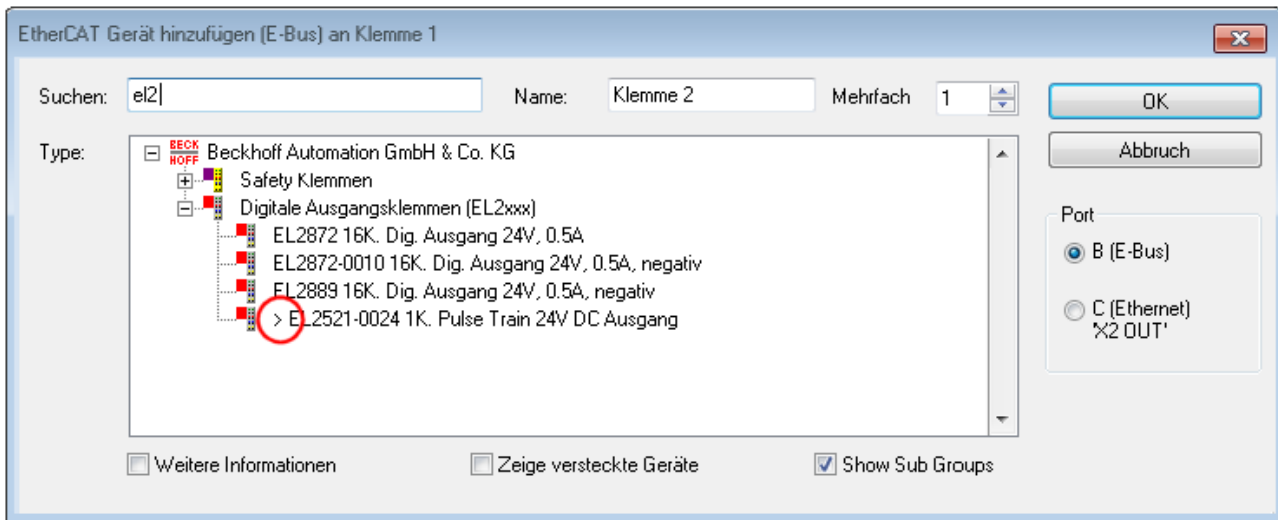 EtherCAT Gerät hinzufügen (E-Bus) an Klemme 1
Suchen: el2 Name: Klemme 2 Mehrfach 1 OK
Type: BECKHOFF Beckhoff Automation GmbH & Co. KG Abbruch
Safety Klemmen
Digitale Ausgangsklemmen (EL2xxx)
EL2872 16K. Dig. Ausgang 24V, 0.5A
EL2872-0010 16K. Dig. Ausgang 24V, 0.5A, negativ
EL2889 16K. Dig. Ausgang 24V, 0.5A, negativ
> EL2521-0024 1K. Pulse Train 24V DC Ausgang
Port
B (E-Bus)
C (Ethernet)
'X2 OUT'
Weitere Informationen Zeige versteckte Geräte Show Sub Groups